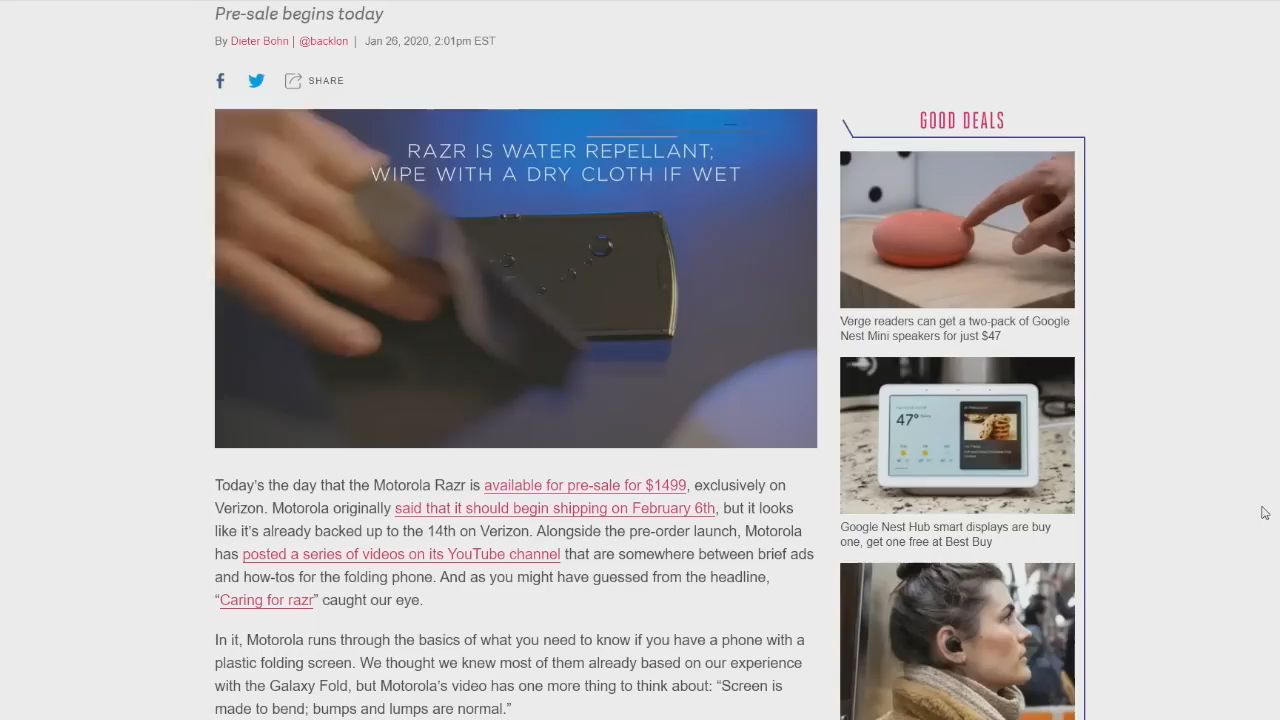 Pre-sale begins today
By Dieter Bohn | @backlon | Jan 26, 2020, 2:01pm EST
SHARE
RAZR IS WATER REPELLANT;
WIPE WITH A DRY CLOTH IF WET
Today's the day that the Motorola Razr is available for pre-sale for $1499, exclusively on
Verizon. Motorola originally said that it should begin shipping on February 6th, but it looks
like it's already backed up to the 14th on Verizon. Alongside the pre-order launch, Motorola
has posted a series of videos on its YouTube channel that are somewhere between brief ads
and how-tos for the folding phone. And as you might have guessed from the headline,
“Caring for razr” caught our eye.
In it, Motorola runs through the basics of what you need to know if you have a phone with a
plastic folding screen. We thought we knew most of them already based on our experience
with the Galaxy Fold, but Motorola's video has one more thing to think about: “Screen is
made to bend; bumps and lumps are normal.”
GOOD DEALS
Verge readers can get a two-pack of Google
Nest Mini speakers for just $47
47°
Google Nest Hub smart displays are buy
one, get one free at Best Buy